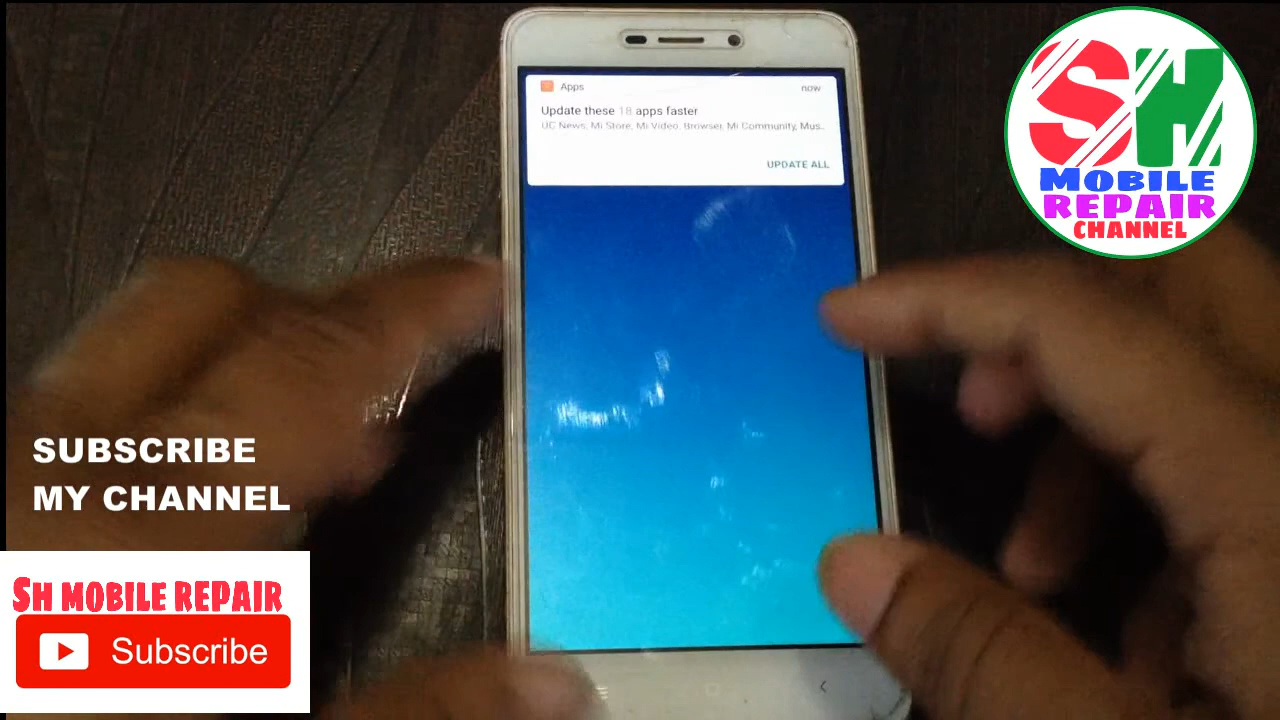 Apps
now
Update these 18 apps faster
UC News, Mi Store, Mi Video, Browser, Mi Community, Mus..
UPDATE ALL
SH
MOBILE
REPAIR
CHANNEL
SUBSCRIBE
MY CHANNEL
SH MOBILE REPAIR
Subscribe